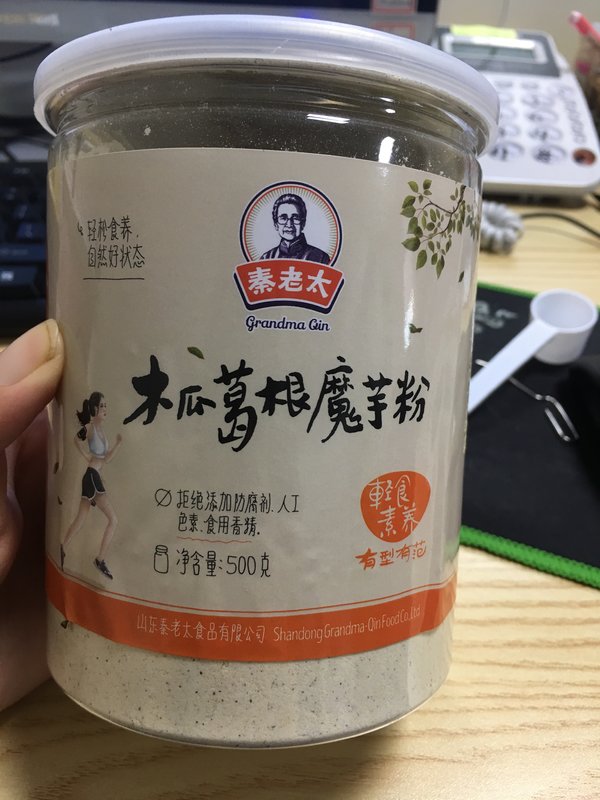 轻松食养,
自然好状态
秦老太
Grandma Qin
木瓜葛根魔芋粉
拒绝添加防腐剂、人工
色素、食用香精。
净含量:500克
軽食
素养
有型有范
山东秦老太食品有限公司 Shandong Grandma-Qin Food Co.,Ltd